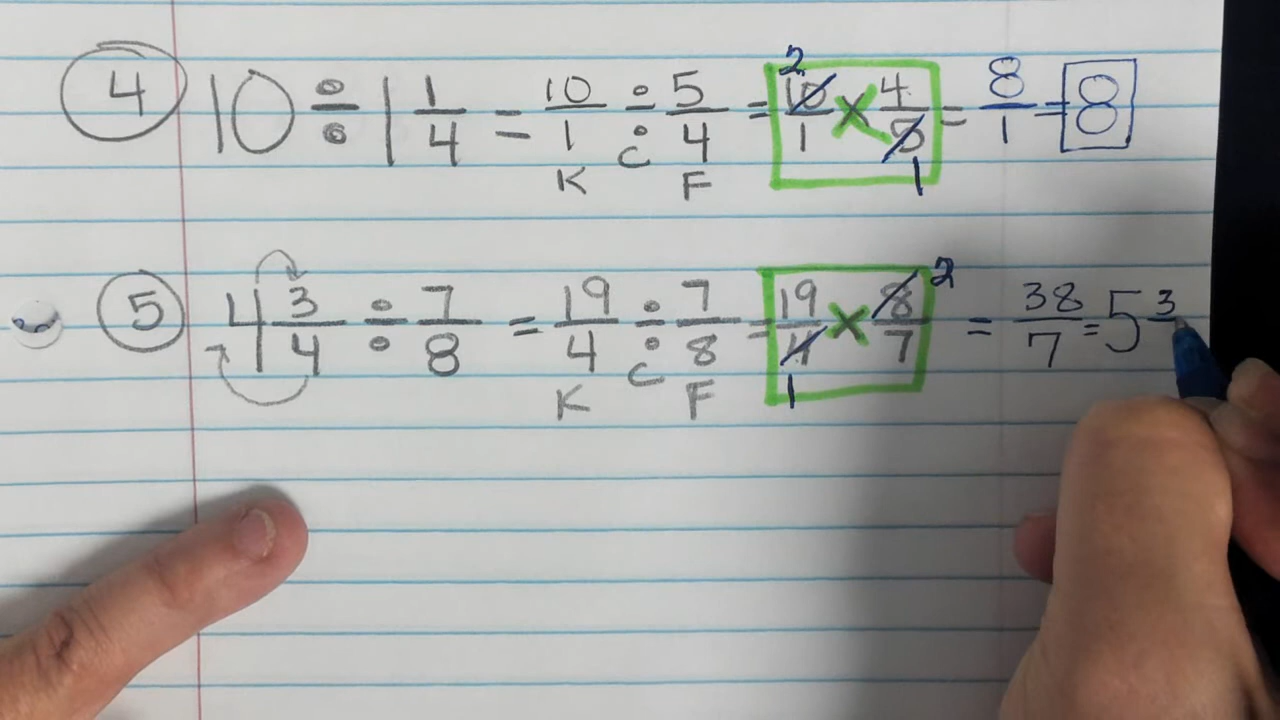 4 10 ÷ 1 1/4 = 10/1 ÷ 5/4 = 10/1 × 4/5 = 8/1 = 8
2
1
K C F
5 4 3/4 ÷ 7/8 = 19/4 ÷ 7/8 = 19/4 × 8/7 = 38/7 = 5 3
2
1
K C F